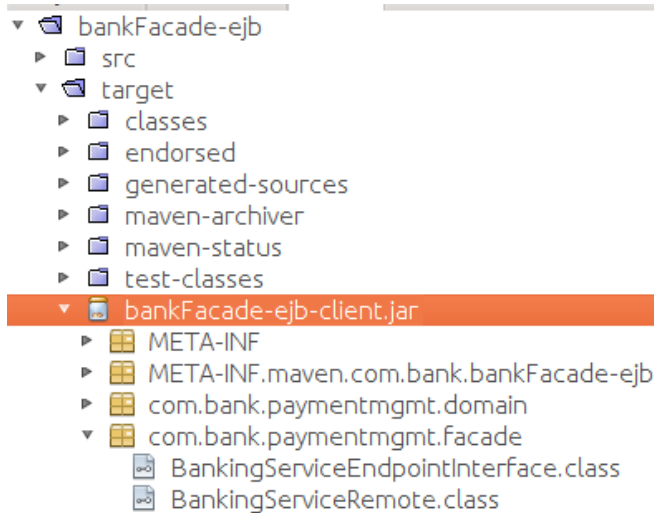 bankFacade-ejb
src
target
classes
endorsed
generated-sources
maven-archiver
maven-status
test-classes
bankFacade-ejb-client.jar
META-INF
META-INF.maven.com.bank.bankFacade-ejb
com.bank.paymentmgmt.domain
com.bank.paymentmgmt.facade
BankingServiceEndpointInterface.class
BankingServiceRemote.class